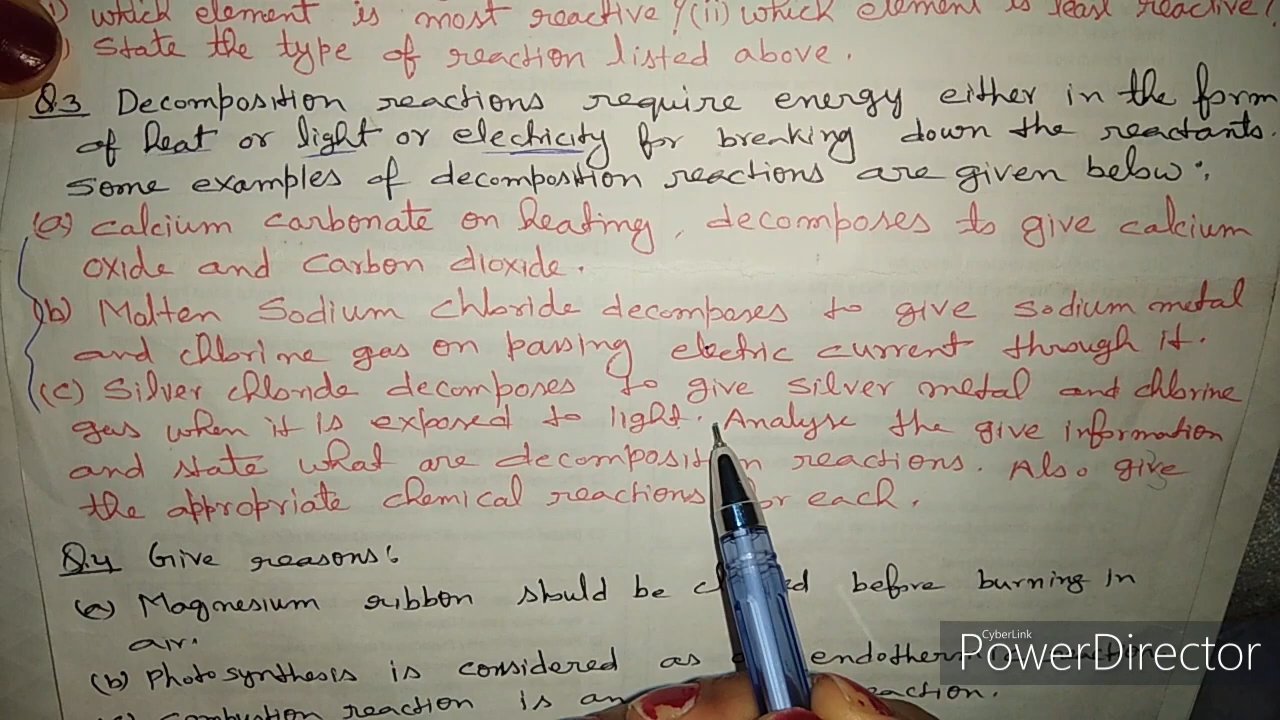 which element is most reactive? (ii) which element is least reactive?
State the type of reaction listed above.
Q.3 Decomposition reactions require energy either in the form
of heat or light or electricity for breaking down the reactants.
Some examples of decomposition reactions are given below:
(a) Calcium carbonate on heating, decomposes to give calcium
oxide and carbon dioxide.
(b) Molten Sodium chloride decomposes to give sodium metal
and chlorine gas on passing electric current through it.
(c) Silver chloride decomposes to give silver metal and chlorine
gas when it is exposed to light. Analyse the give information
and state what are decomposition reactions. Also give
the appropriate chemical reactions for each.
Q.4 Give reasons:
(a) Magnesium ribbon should be before burning in
air.
(b) Photosynthesis is considered as endothermic
combustion reaction is an
CyberLink
PowerDirector